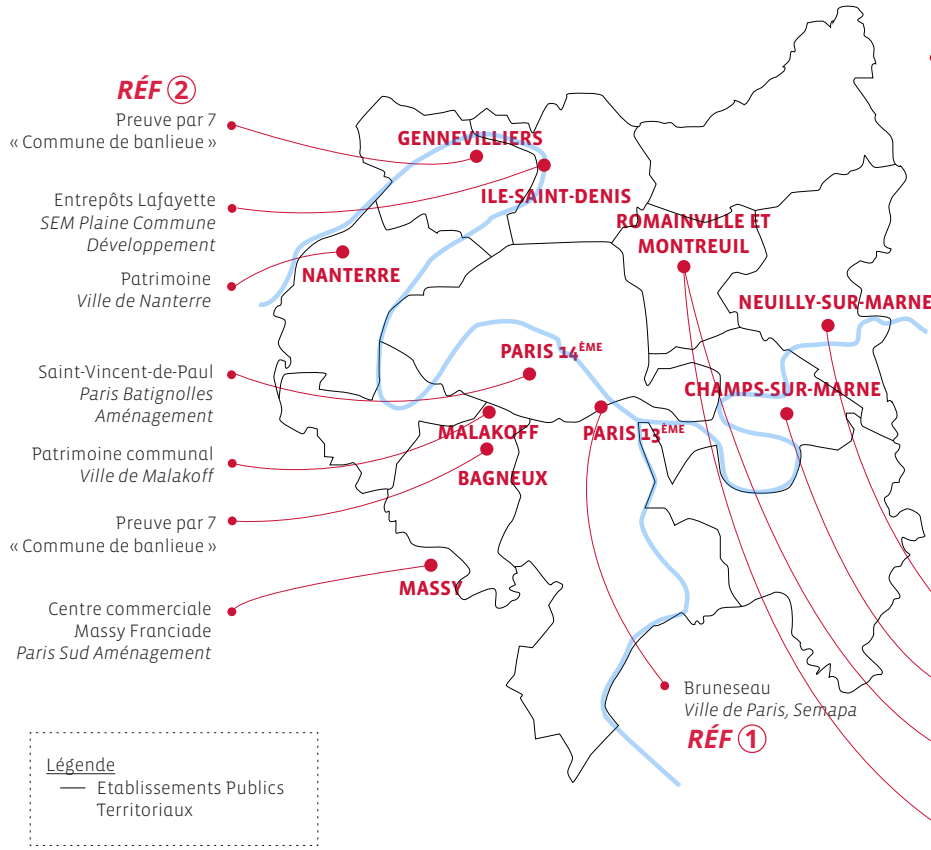 RÉF ②
Preuve par 7
« Commune de banlieue »
Entrepôts Lafayette
SEM Plaine Commune
Développement
Patrimoine
Ville de Nanterre
Saint-Vincent-de-Paul
Paris Batignolles
Aménagement
Patrimoine communal
Ville de Malakoff
Preuve par 7
« Commune de banlieue »
Centre commerciale
Massy Franciade
Paris Sud Aménagement
GENNEVILLIERS
ILE-SAINT-DENIS
ROMAINVILLE ET
MONTREUIL
NANTERRE
NEUILLY-SUR-MARNE
PARIS 14ÈME
CHAMPS-SUR-MARNE
MALAKOFF
PARIS 13ÈME
BAGNEUX
MASSY
Bruneseau
Ville de Paris, Semapa
RÉF ①
Légende
Etablissements Publics
Territoriaux